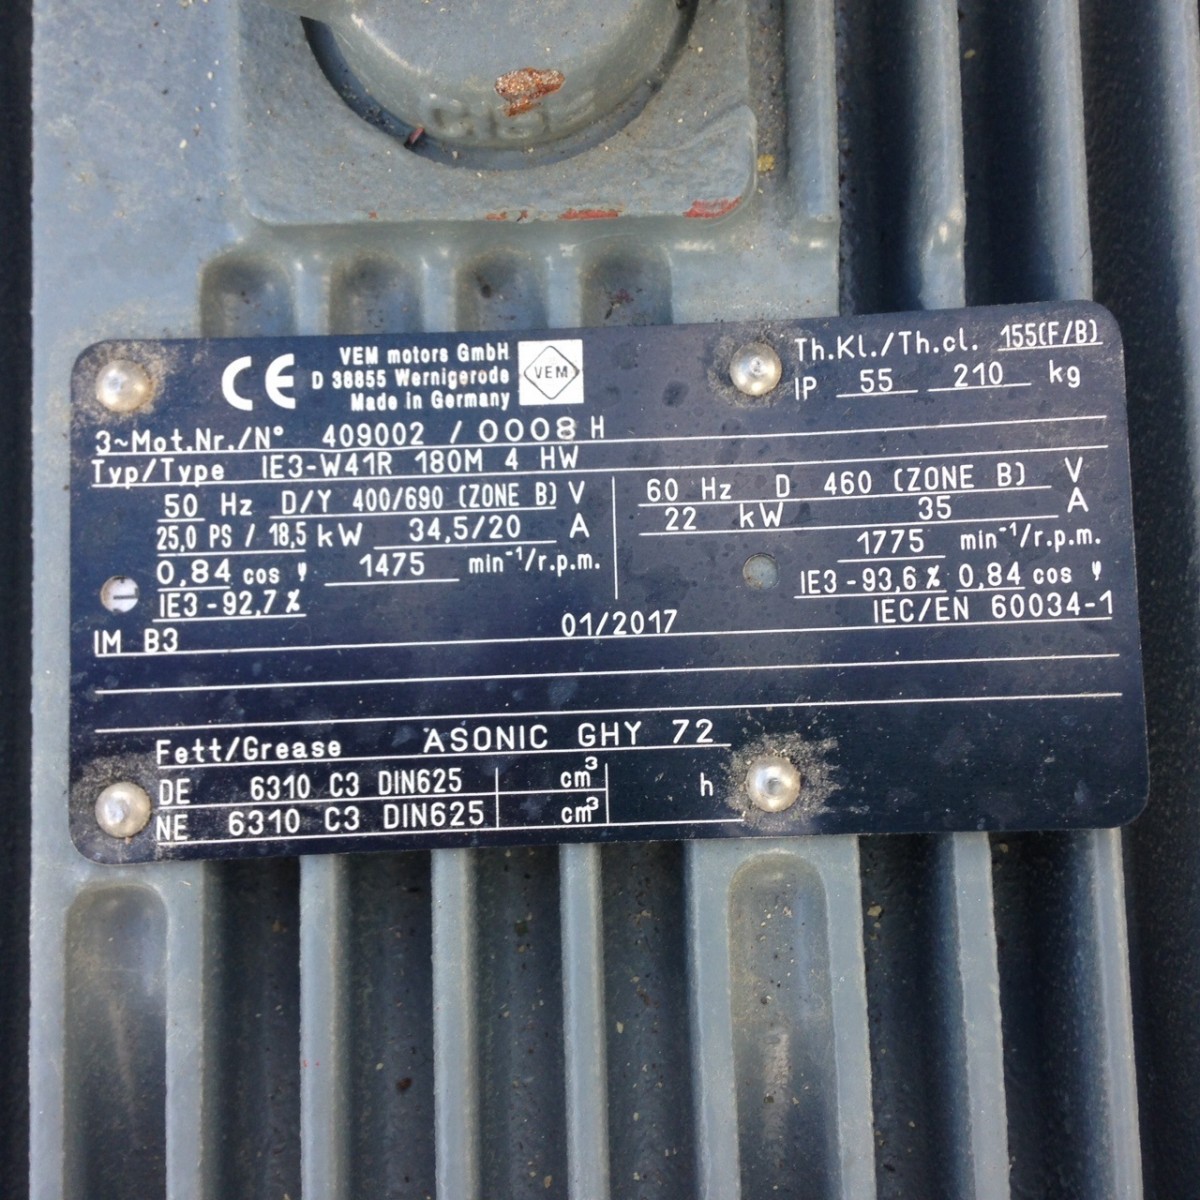 CE
VEM motors GmbH
D 38855 Wernigerode
Made in Germany
VEM
Th.Kl./Th.cl. 155(F/B)
IP 55 210 kg
3~Mot.Nr./N° 409002 / 0008 H
Typ/Type IE3-W41R 180M 4 HW
50 Hz D/Y 400/690 (ZONE B) V
25,0 PS / 18,5 kW 34,5/20 A
0,84 cos φ 1475 min⁻¹/r.p.m.
IE3-92,7%
60 Hz D 460 (ZONE B) V
22 kW 35 A
1775 min⁻¹/r.p.m.
IE3-93,6% 0,84 cos φ
IM B3 01/2017 IEC/EN 60034-1
Fett/Grease ASONIC GHY 72
DE 6310 C3 DIN625 cm³
h
NE 6310 C3 DIN625 cm³